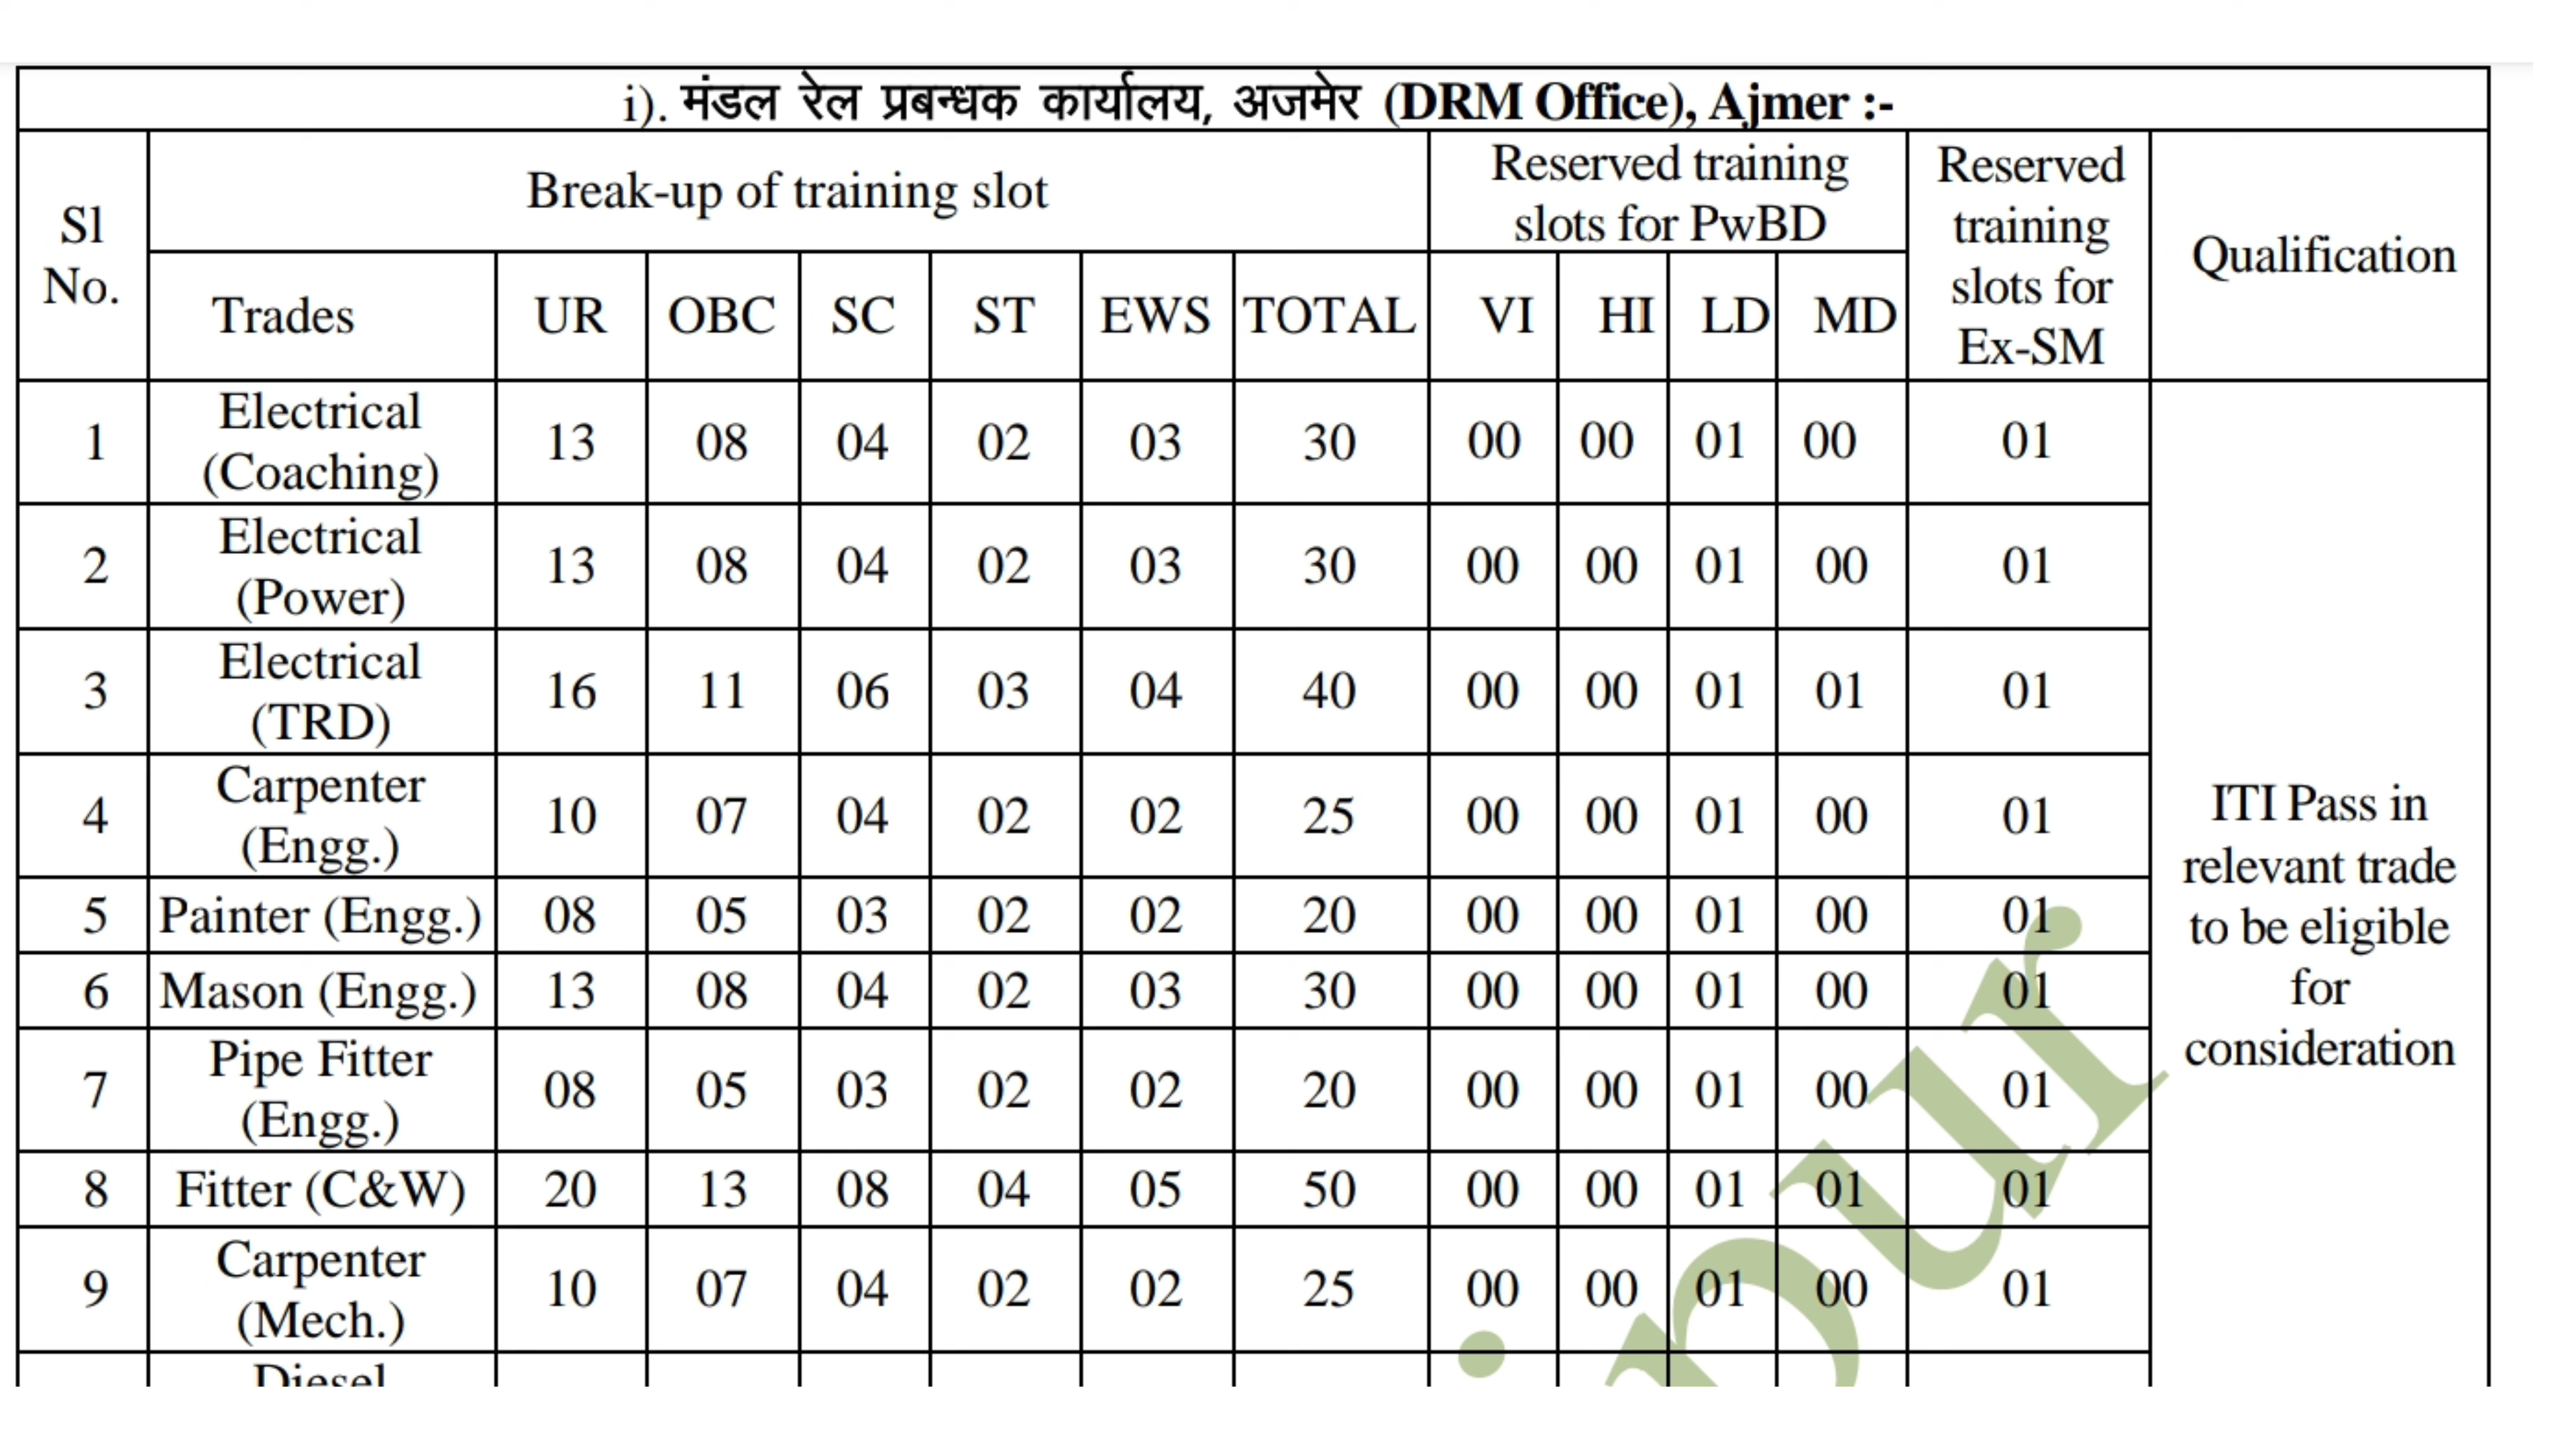 i). मंडल रेल प्रबन्धक कार्यालय, अजमेर (DRM Office), Ajmer :-
Sl No. Break-up of training slot Reserved training slots for PwBD Reserved training slots for Ex-SM Qualification
Trades UR OBC SC ST EWS TOTAL VI HI LD MD
1 Electrical (Coaching) 13 08 04 02 03 30 00 00 01 00 01
2 Electrical (Power) 13 08 04 02 03 30 00 00 01 00 01
3 Electrical (TRD) 16 11 06 03 04 40 00 00 01 01 01
4 Carpenter (Engg.) 10 07 04 02 02 25 00 00 01 00 01
5 Painter (Engg.) 08 05 03 02 02 20 00 00 01 00 01
6 Mason (Engg.) 13 08 04 02 03 30 00 00 01 00 01
7 Pipe Fitter (Engg.) 08 05 03 02 02 20 00 00 01 00 01
8 Fitter (C&W) 20 13 08 04 05 50 00 00 01 01 01
9 Carpenter (Mech.) 10 07 04 02 02 25 00 00 01 00 01
ITI Pass in
relevant trade
to be eligible
for
consideration
Diesel